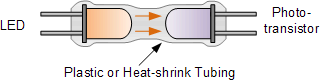 LED
Photo-
transistor
Plastic or Heat-shrink Tubing